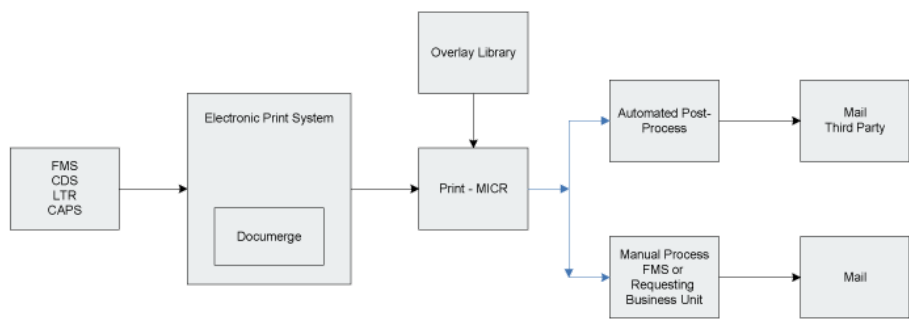 FMS
CDS
LTR
CAPS
Electronic Print System
Documerge
Overlay Library
Print - MICR
Automated Post-
Process
Mail
Third Party
Manual Process
FMS or
Requesting
Business Unit
Mail